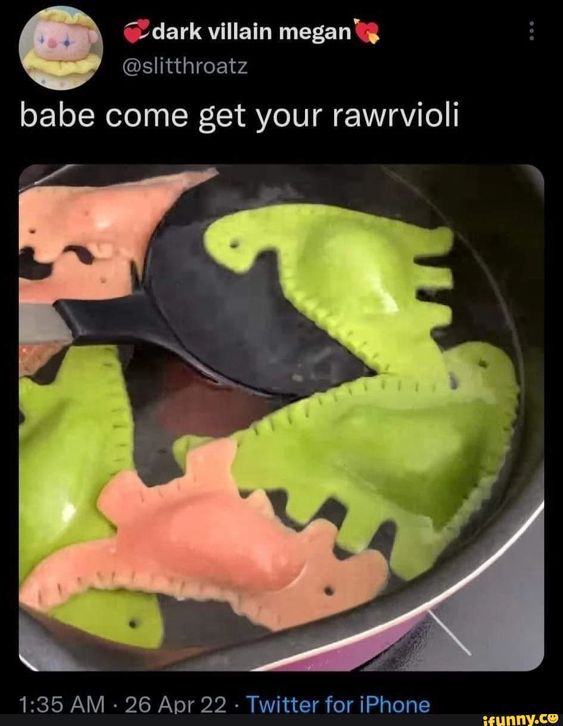 💞dark villain megan💘
@slitthroatz
babe come get your rawrvioli
1:35 AM · 26 Apr 22 · Twitter for iPhone
ifunny.co